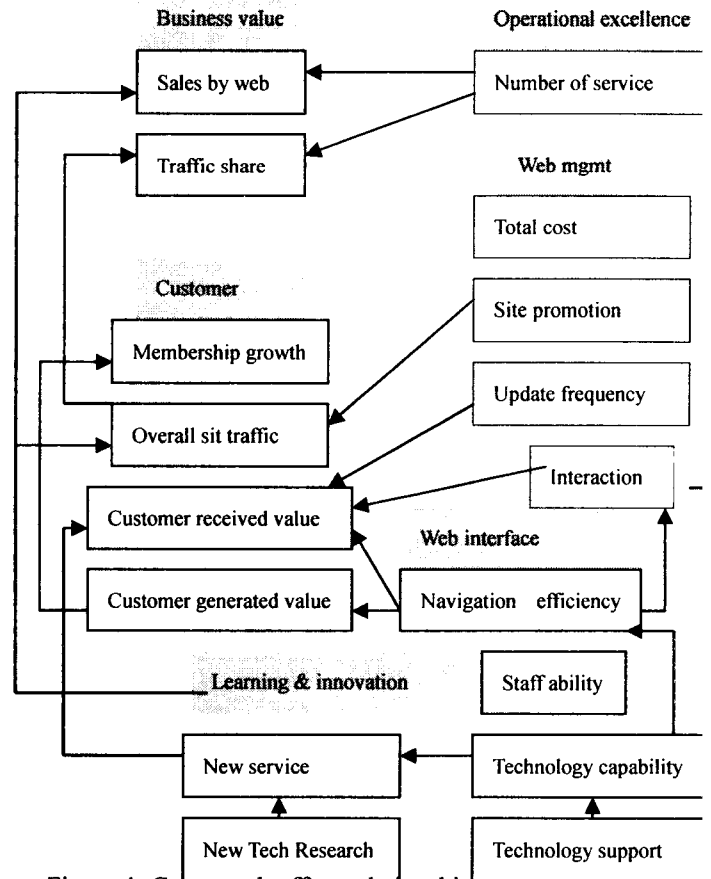 Business value
Operational excellence
Sales by web
Number of service
Traffic share
Web mgmt
Total cost
Customer
Site promotion
Membership growth
Update frequency
Overall sit traffic
Interaction
Customer received value
Web interface
Customer generated value
Navigation efficiency
Learning & innovation
Staff ability
New service
Technology capability
New Tech Research
Technology support